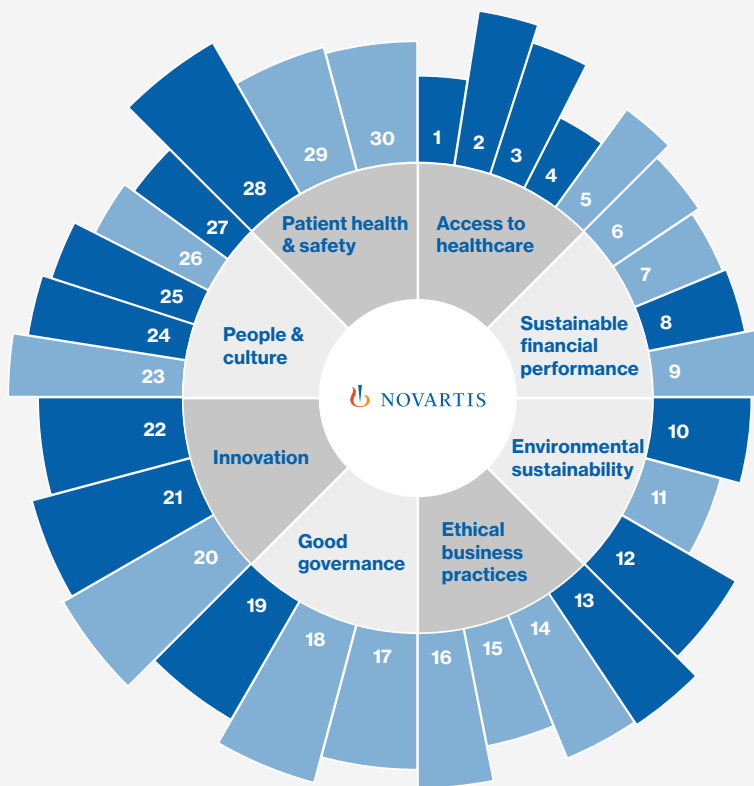 1
2
3
4
5
6
7
8
9
10
11
12
13
14
15
16
17
18
19
20
21
22
23
24
25
26
27
28
29
30
Patient health
& safety
Access to
healthcare
People &
culture
Sustainable
financial
performance
NOVARTIS
Innovation
Environmental
sustainability
Good
governance
Ethical
business
practices